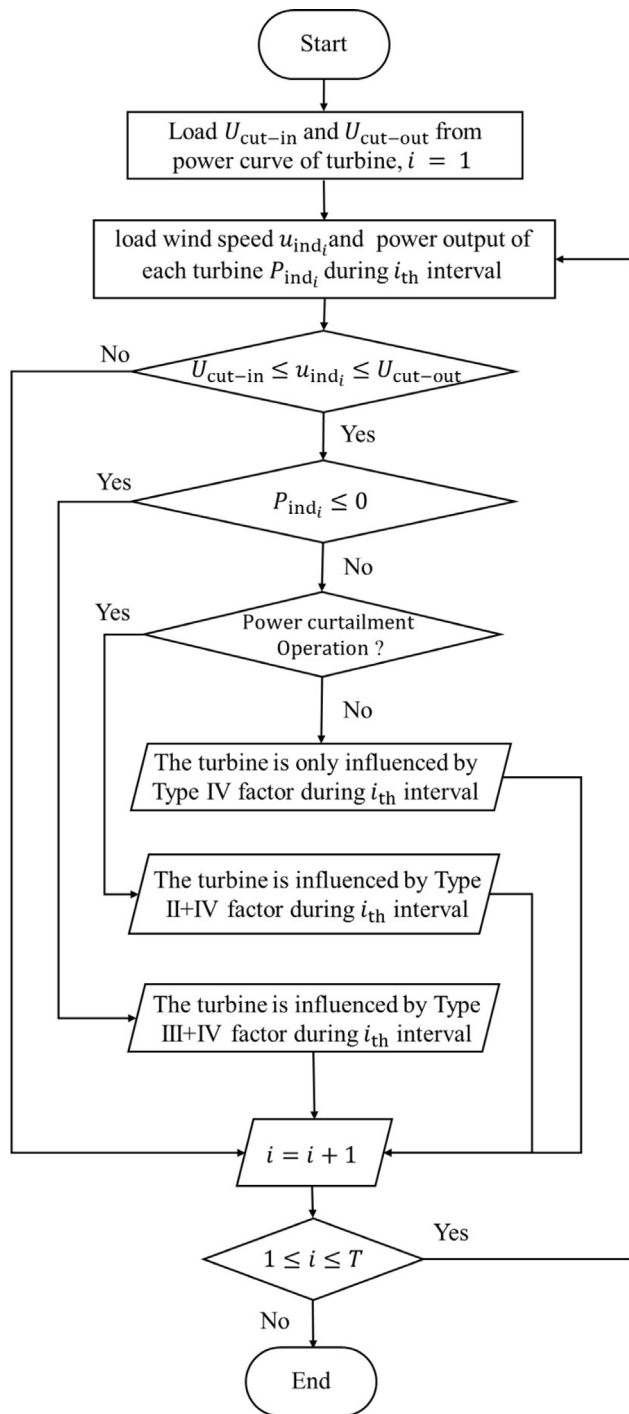 Start
Load U_cut−in and U_cut−out from
power curve of turbine, i = 1
load wind speed u_ind_i and power output of
each turbine P_ind_i during i_th interval
No
U_cut−in ≤ u_ind_i ≤ U_cut−out
Yes
Yes
P_ind_i ≤ 0
No
Yes
Power curtailment
Operation ?
No
The turbine is only influenced by
Type IV factor during i_th interval
The turbine is influenced by Type
II+IV factor during i_th interval
The turbine is influenced by Type
III+IV factor during i_th interval
i = i + 1
1 ≤ i ≤ T
Yes
No
End